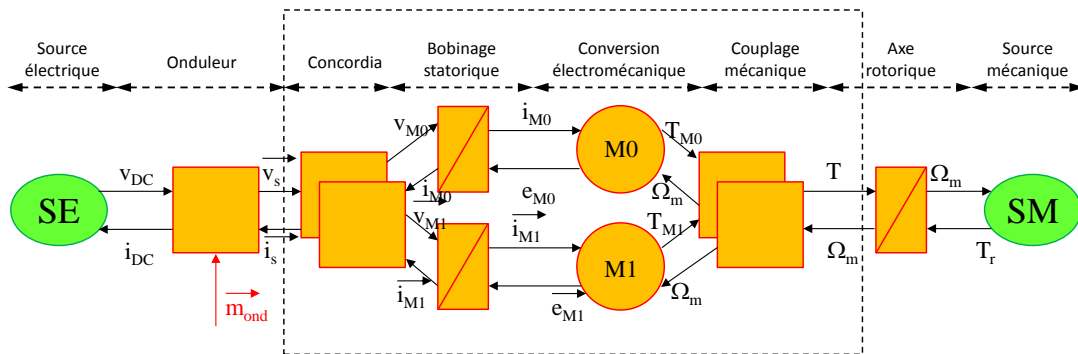 Source électrique
Onduleur
Concordia
Bobinage statorique
Conversion électromécanique
Couplage mécanique
Axe rotorique
Source mécanique
SE
v_DC
i_DC
v_s
i_s
m_ond
v_M0
i_M0
v_M1
i_M1
i_M0
e_M0
i_M1
e_M1
M0
M1
T_M0
Ω_m
T_M1
Ω_m
T
Ω_m
Ω_m
T_r
SM